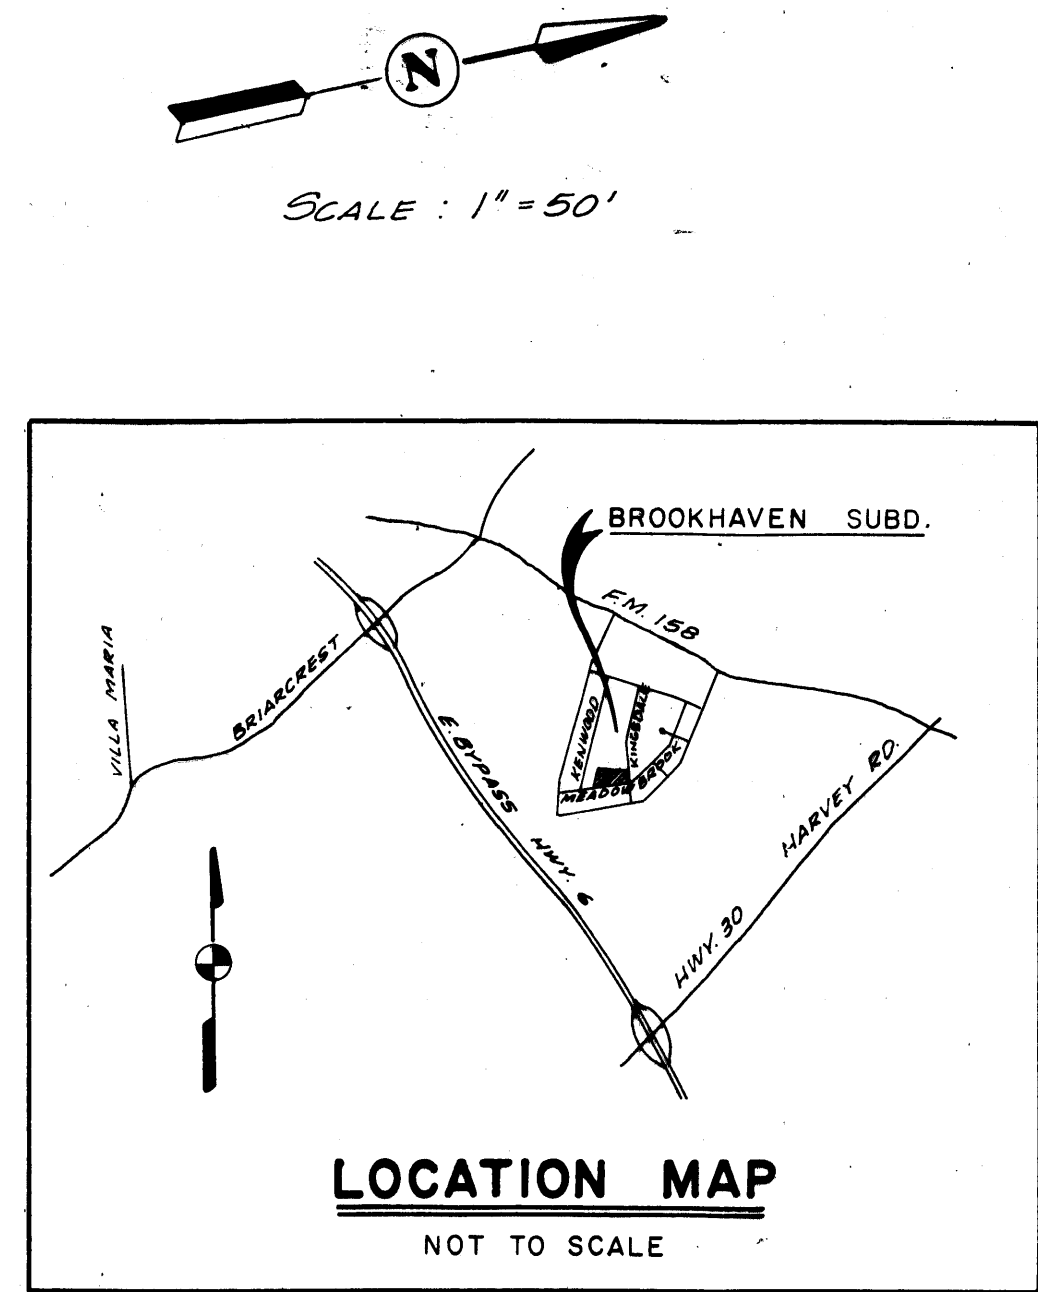 N
SCALE : 1" = 50'
BROOKHAVEN SUBD.
F.M. 158
VILLA MARIA
BRIARCREST
KENWOOD
KINGSDALE
E. BYPASS HWY. 6
MEADOWBROOK
HARVEY RD.
HWY. 30
LOCATION MAP
NOT TO SCALE